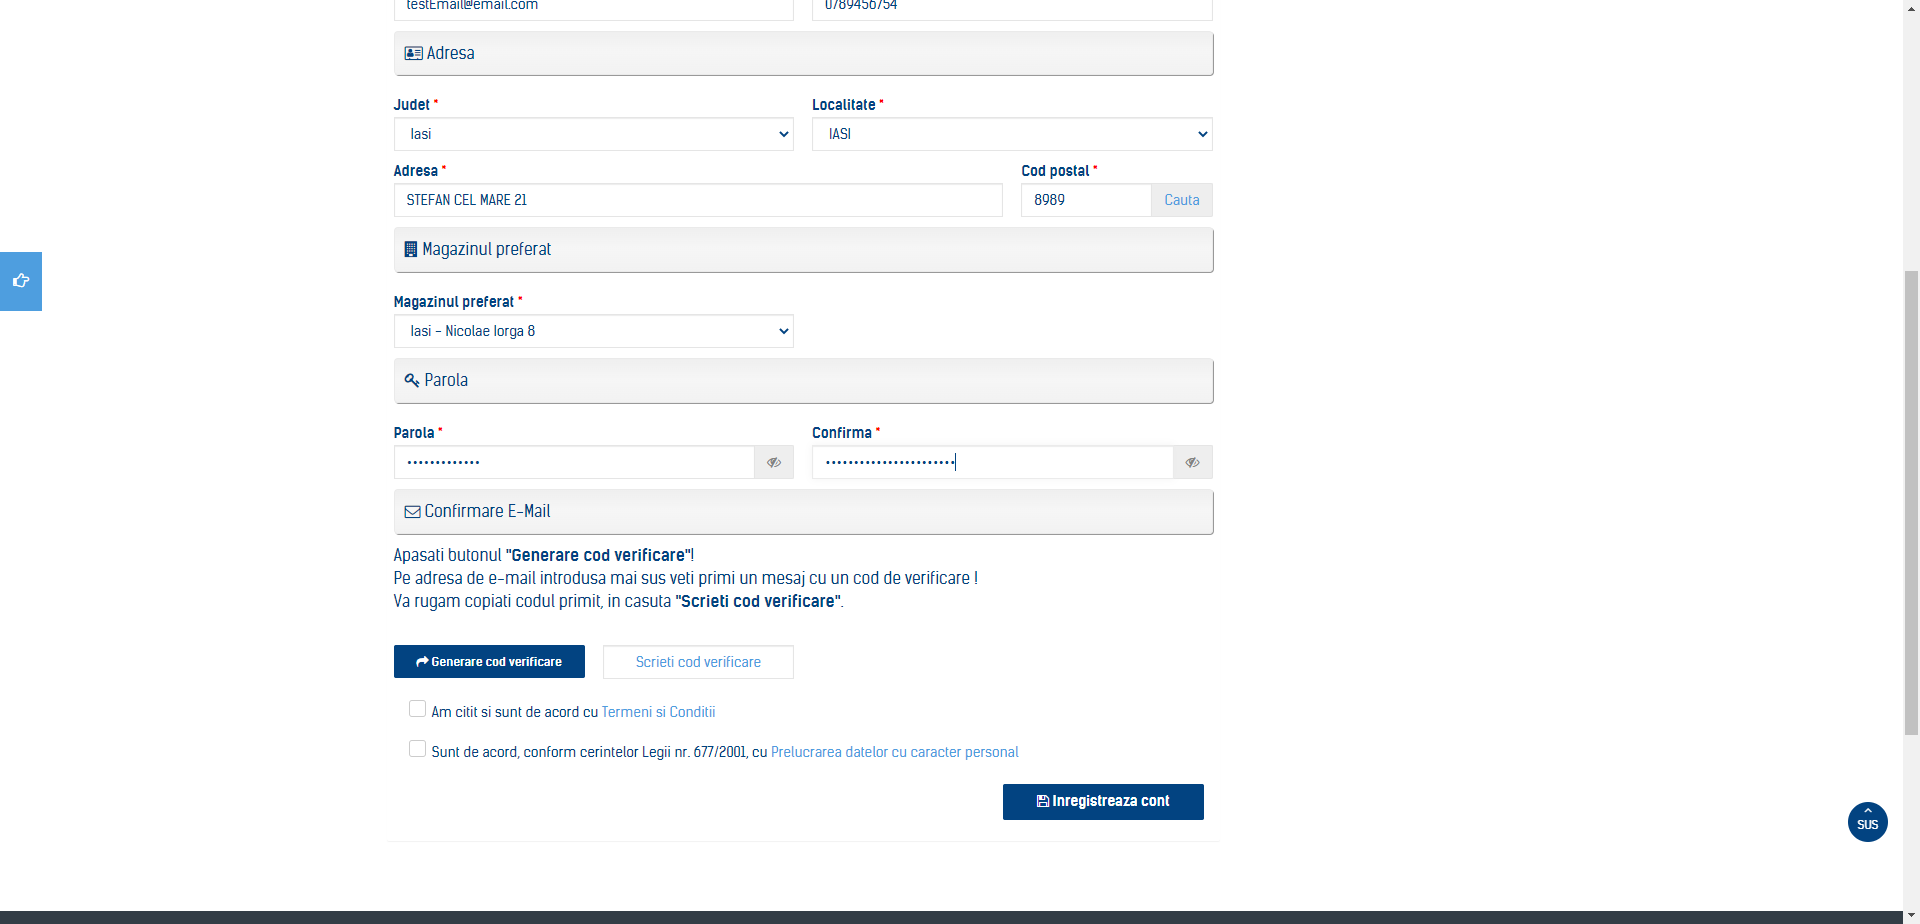 testEmail@email.com
0789456754
Adresa
Judet *
Localitate *
Iasi
IASI
Adresa *
Cod postal *
STEFAN CEL MARE 21
8989
Cauta
Magazinul preferat
Magazinul preferat *
Iasi - Nicolae Iorga 8
Parola
Parola *
Confirma *
•••••••••••••
•••••••••••••••••••••••
Confirmare E-Mail
Apasati butonul "Generare cod verificare"!
Pe adresa de e-mail introdusa mai sus veti primi un mesaj cu un cod de verificare !
Va rugam copiati codul primit, in casuta "Scrieti cod verificare".
Generare cod verificare
Scrieti cod verificare
Am citit si sunt de acord cu Termeni si Conditii
Sunt de acord, conform cerintelor Legii nr. 677/2001, cu Prelucrarea datelor cu caracter personal
Inregistreaza cont
SUS